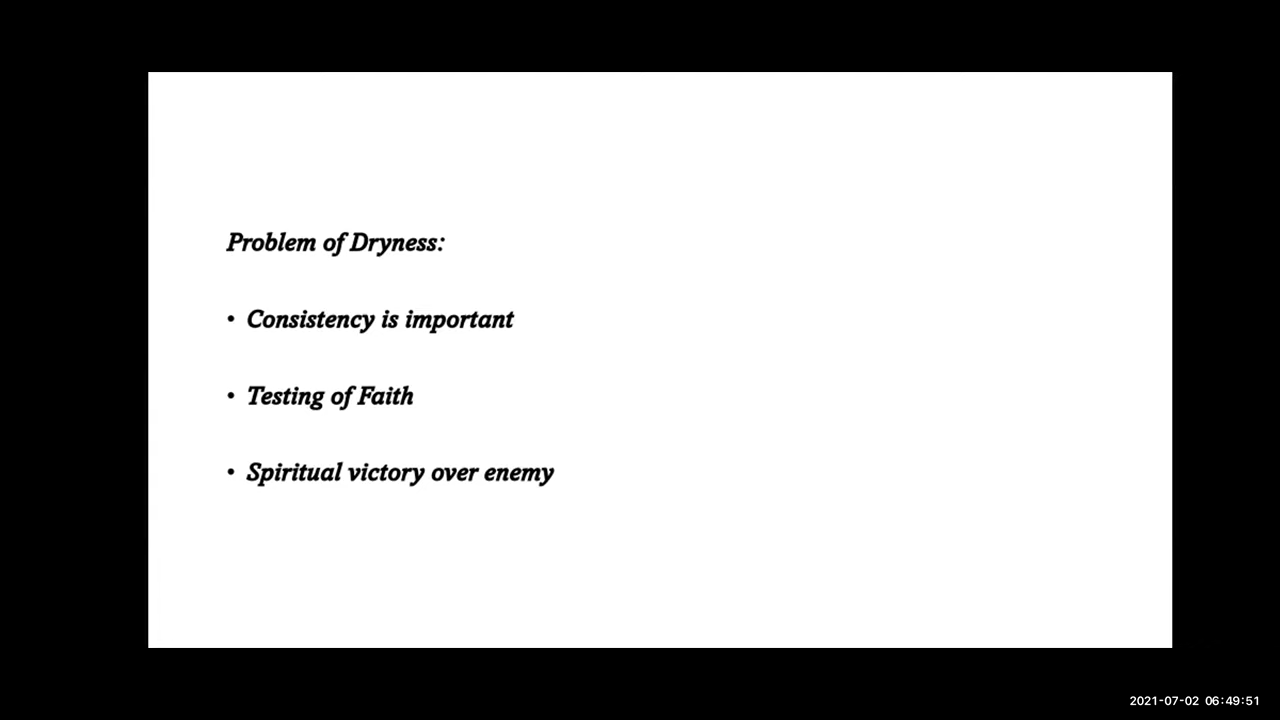 Problem of Dryness:
• Consistency is important
• Testing of Faith
• Spiritual victory over enemy
2021-07-02 06:49:51